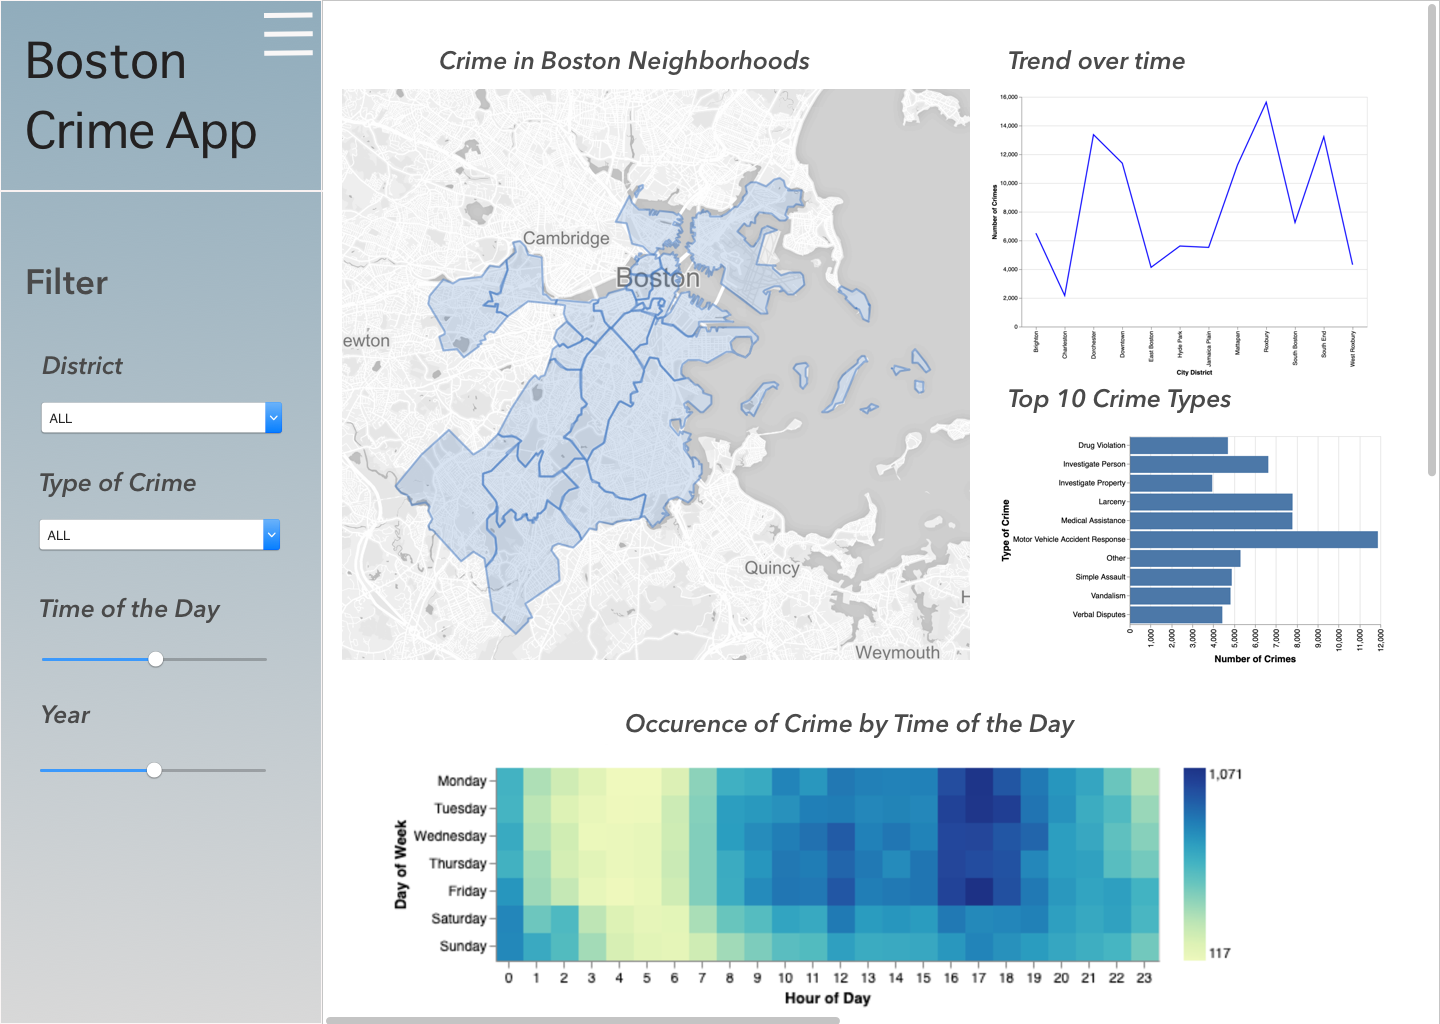 Boston
Crime App
Filter
District
ALL
Type of Crime
ALL
Time of the Day
Year
Crime in Boston Neighborhoods
Cambridge
Boston
ewton
Quincy
H
Weymouth
Trend over time
16,000
14,000
12,000
10,000
8,000
6,000
4,000
2,000
0
Number of Crimes
Brighton
Charleston
Dorchester
Downtown
East Boston
Hyde Park
Jamaica Plain
Mattapan
Roxbury
South Boston
South End
West Roxbury
City District
Top 10 Crime Types
Type of Crime
Drug Violation
Investigate Person
Investigate Property
Larceny
Medical Assistance
Motor Vehicle Accident Response
Other
Simple Assault
Vandalism
Verbal Disputes
0 1,000 2,000 3,000 4,000 5,000 6,000 7,000 8,000 9,000 10,000 11,000 12,000
Number of Crimes
Occurence of Crime by Time of the Day
Day of Week
Monday
Tuesday
Wednesday
Thursday
Friday
Saturday
Sunday
0 1 2 3 4 5 6 7 8 9 10 11 12 13 14 15 16 17 18 19 20 21 22 23
Hour of Day
1,071
117